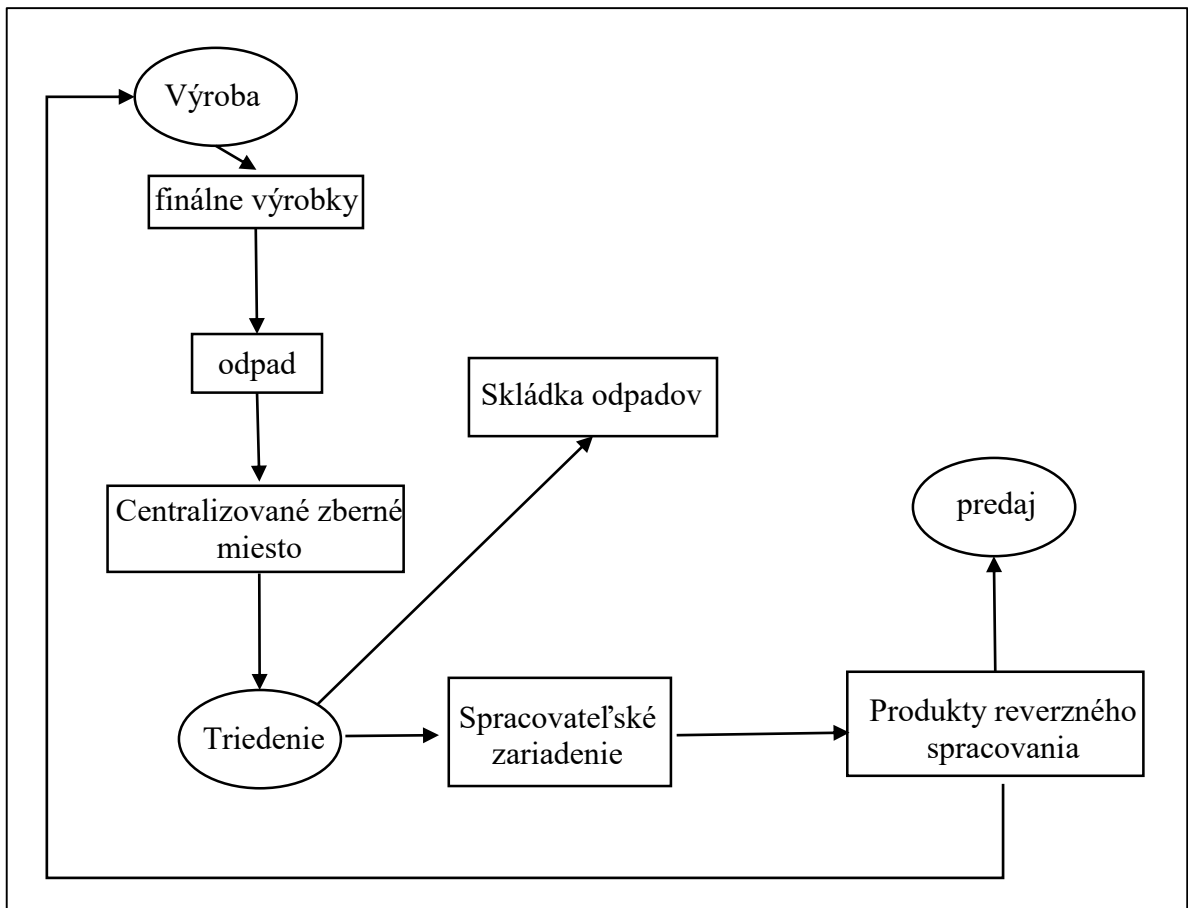 Výroba
finálne výrobky
odpad
Skládka odpadov
Centralizované zberné
miesto
predaj
Triedenie
Spracovateľské
zariadenie
Produkty reverzného
spracovania